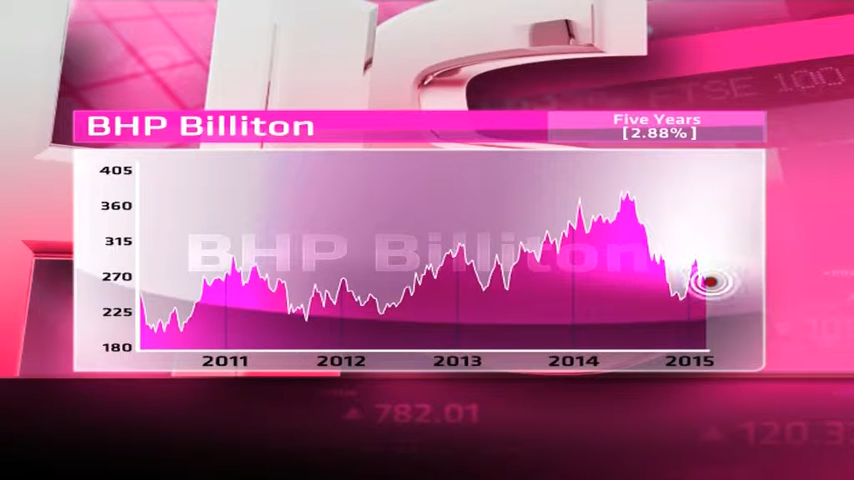 FTSE 100
BHP Billiton
Five Years
[2.88%]
405
360
315
270
225
180
BHP Billiton
2011 2012 2013 2014 2015
782.01